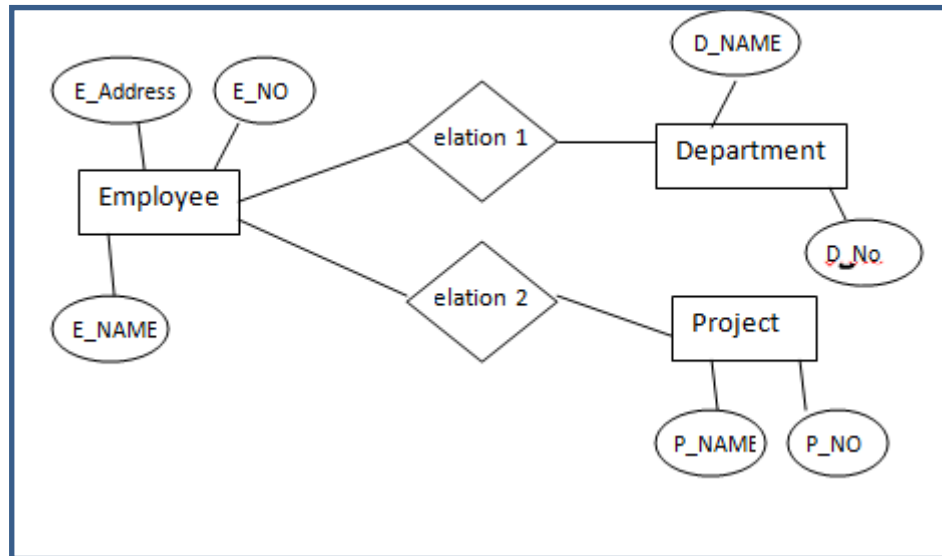 D_NAME
E_Address
E_NO
elation 1
Department
Employee
D_No
elation 2
Project
E_NAME
P_NAME
P_NO